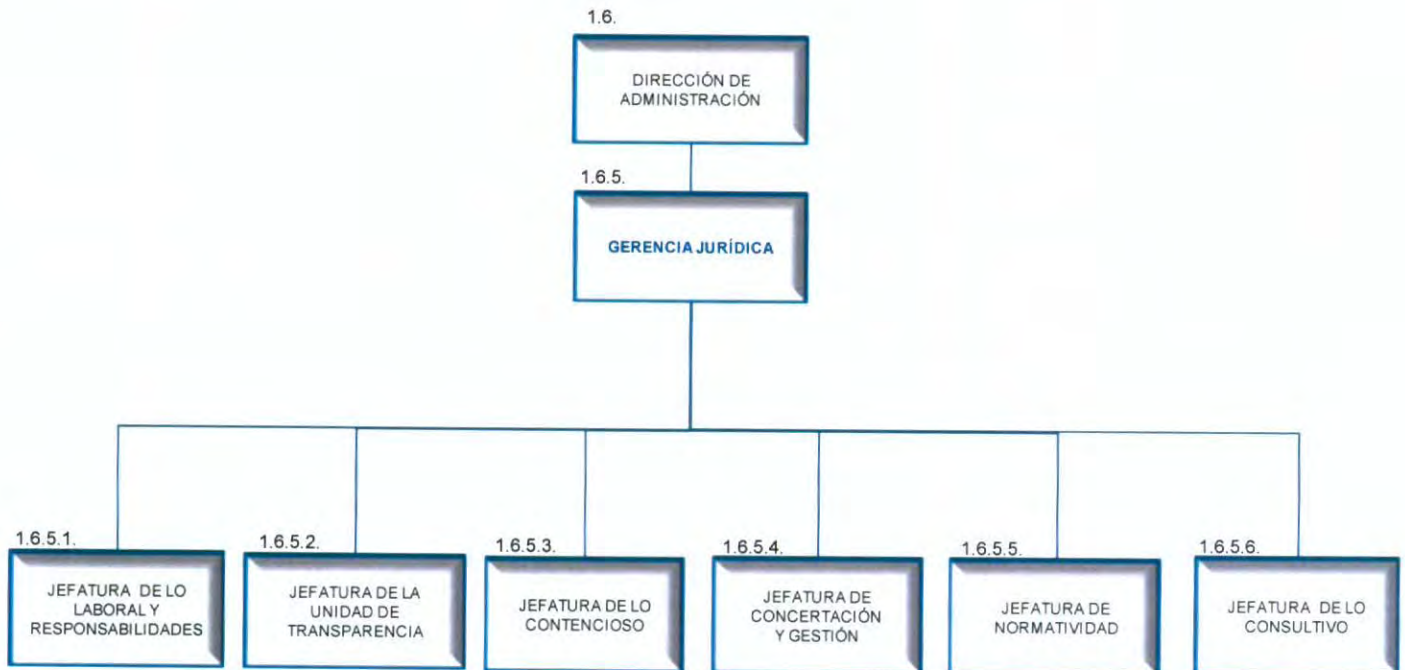 1.6.
DIRECCIÓN DE
ADMINISTRACIÓN
1.6.5.
GERENCIA JURÍDICA
1.6.5.1.
JEFATURA DE LO
LABORAL Y
RESPONSABILIDADES
1.6.5.2.
JEFATURA DE LA
UNIDAD DE
TRANSPARENCIA
1.6.5.3.
JEFATURA DE LO
CONTENCIOSO
1.6.5.4.
JEFATURA DE
CONCERTACIÓN
Y GESTIÓN
1.6.5.5.
JEFATURA DE
NORMATIVIDAD
1.6.5.6.
JEFATURA DE LO
CONSULTIVO